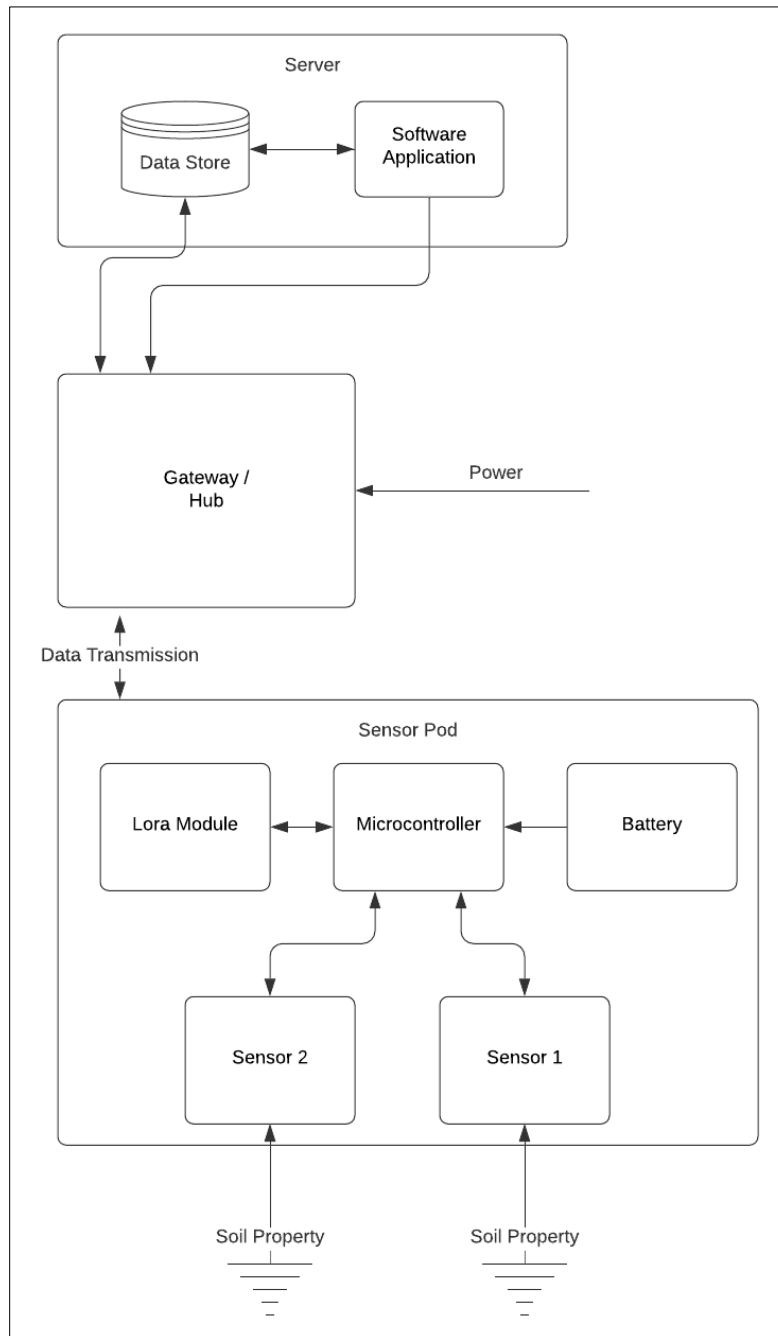 Server
Data Store
Software
Application
Gateway /
Hub
Power
Data Transmission
Sensor Pod
Lora Module
Microcontroller
Battery
Sensor 2
Sensor 1
Soil Property
Soil Property